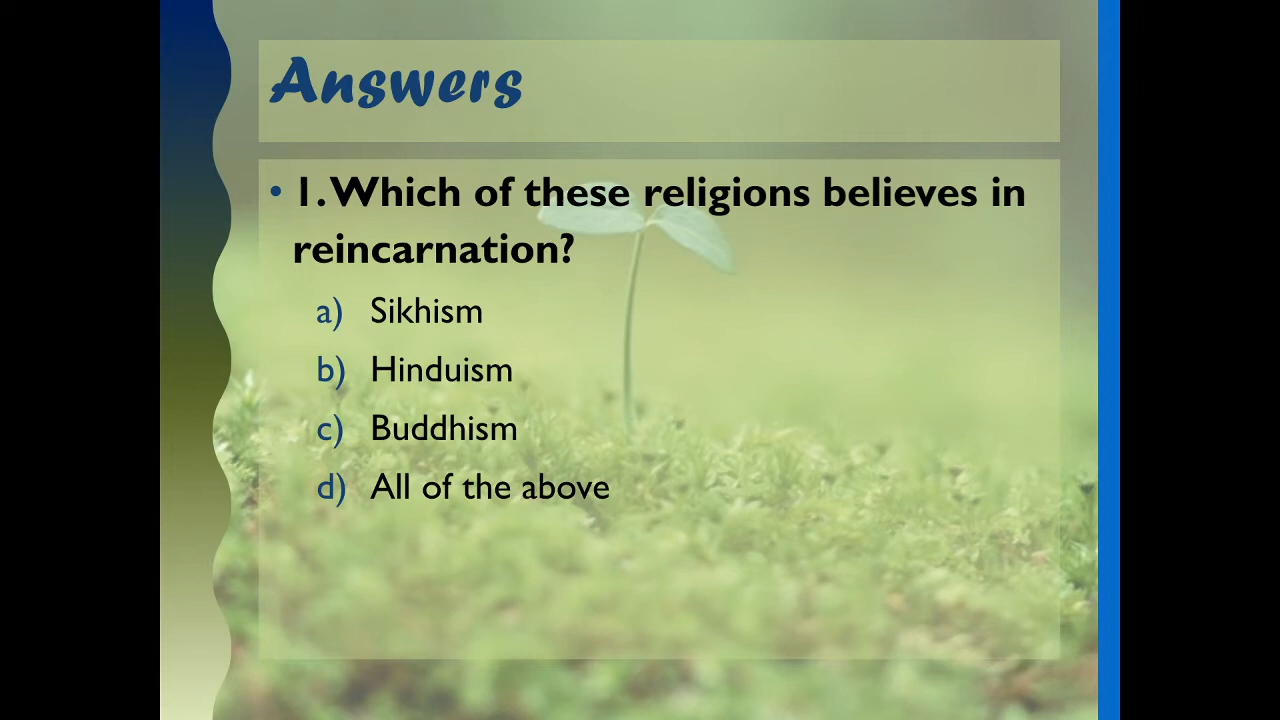 Answers
• 1. Which of these religions believes in
reincarnation?
a) Sikhism
b) Hinduism
c) Buddhism
d) All of the above